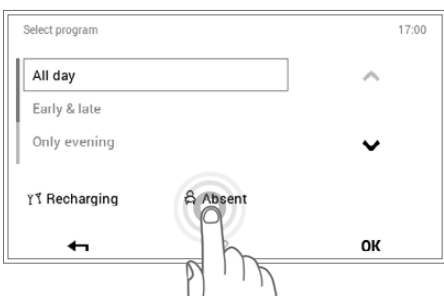 Select program 17:00
All day
Early & late
Only evening
Recharging Absent
OK